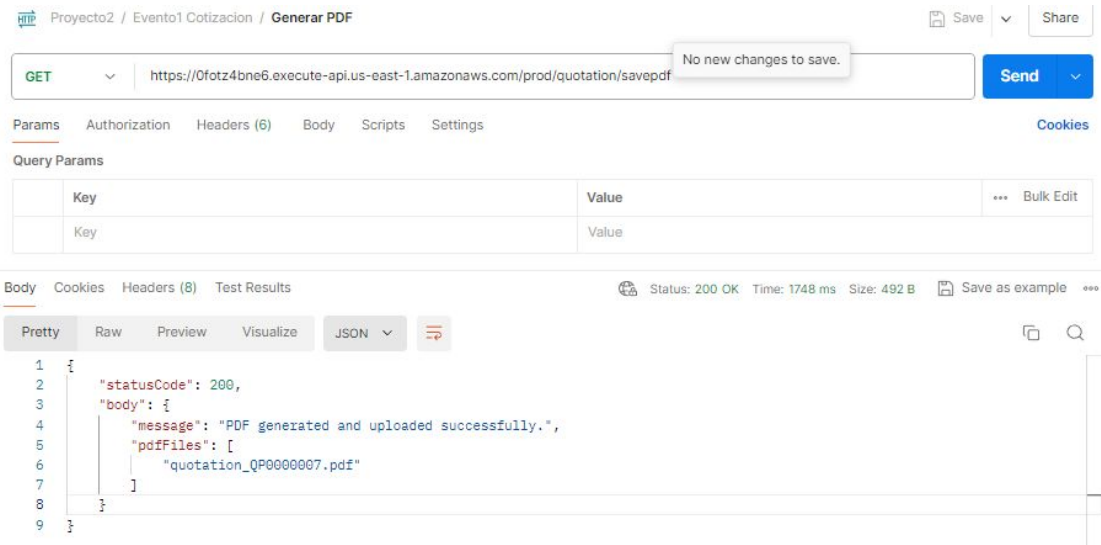 HTTP Proyecto2 / Evento1 Cotizacion / Generar PDF Save Share
No new changes to save.
GET https://0fotz4bne6.execute-api.us-east-1.amazonaws.com/prod/quotation/savepdf Send
Params Authorization Headers (6) Body Scripts Settings Cookies
Query Params
Key Value ••• Bulk Edit
Key Value
Body Cookies Headers (8) Test Results Status: 200 OK Time: 1748 ms Size: 492 B Save as example •••
Pretty Raw Preview Visualize JSON
1 {
2 "statusCode": 200,
3 "body": {
4 "message": "PDF generated and uploaded successfully.",
5 "pdfFiles": [
6 "quotation_QP0000007.pdf"
7 ]
8 }
9 }